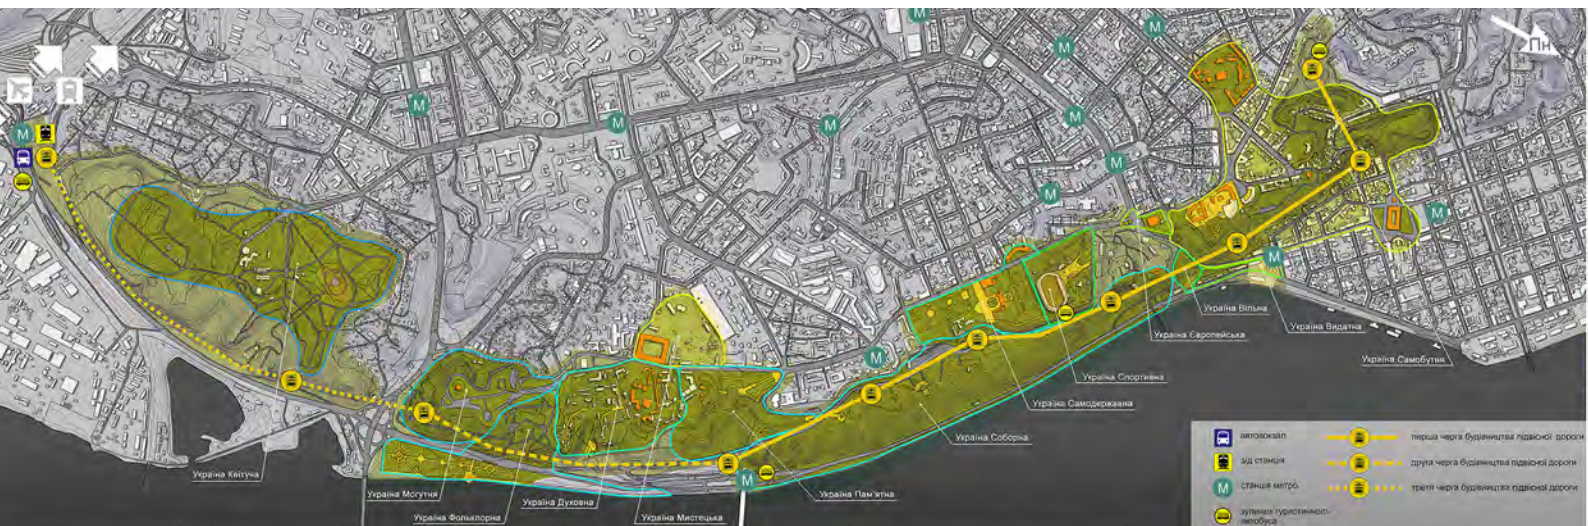 Пн
M
M
M
M
M
M
M
M
M
M
M
M
M
M
Україна Вільна
Україна Видатна
Україна Європейська
Україна Самобутня
Україна Спортивна
Україна Самодержавна
Україна Соборна
Україна Квітуча
Україна Могутня
Україна Духовна
Україна Пам'ятна
Україна Фольклорна
Україна Мистецька
автовокзал
перша черга будівництва підвісної дороги
з/д станція
друга черга будівництва підвісної дороги
M
станція метро
третя черга будівництва підвісної дороги
зупинка туристичного
автобуса